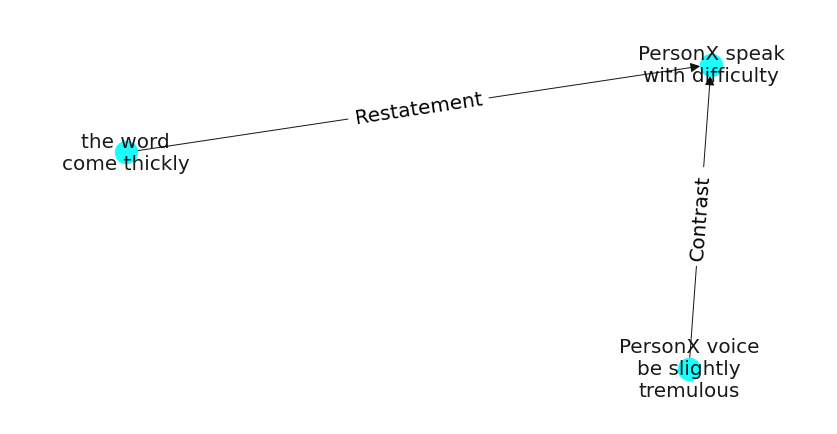 PersonX speak
with difficulty
Restatement
the word
come thickly
Contrast
PersonX voice
be slightly
tremulous